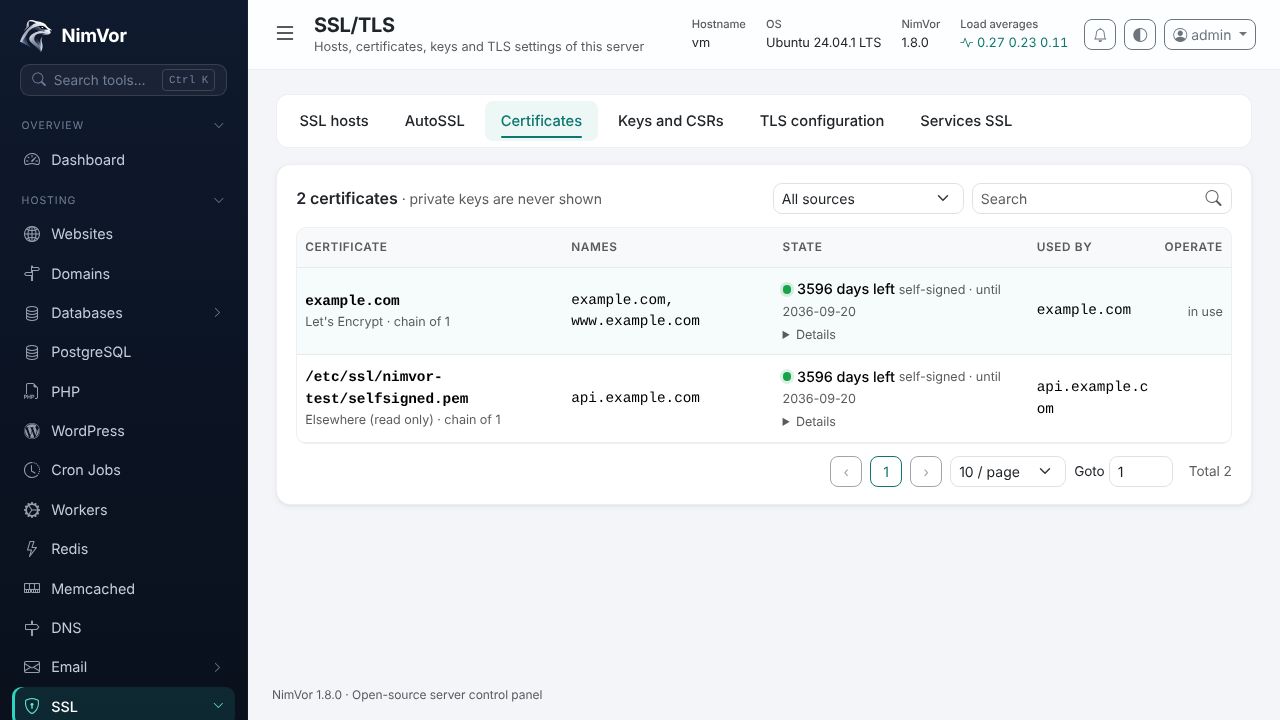 NimVor
Search tools...
Ctrl K
OVERVIEW
Dashboard
HOSTING
Websites
Domains
Databases
PostgreSQL
PHP
WordPress
Cron Jobs
Workers
Redis
Memcached
DNS
Email
SSL
SSL/TLS
Hosts, certificates, keys and TLS settings of this server
Hostname
vm
OS
Ubuntu 24.04.1 LTS
NimVor
1.8.0
Load averages
0.27 0.23 0.11
admin
SSL hosts
AutoSSL
Certificates
Keys and CSRs
TLS configuration
Services SSL
2 certificates · private keys are never shown
All sources
Search
CERTIFICATE
NAMES
STATE
USED BY
OPERATE
example.com
Let's Encrypt · chain of 1
example.com,
www.example.com
3596 days left self-signed · until
2036-09-20
Details
example.com
in use
/etc/ssl/nimvor-
test/selfsigned.pem
Elsewhere (read only) · chain of 1
api.example.com
3596 days left self-signed · until
2036-09-20
Details
api.example.c
om
‹
1
›
10 / page
Goto
1
Total 2
NimVor 1.8.0 · Open-source server control panel